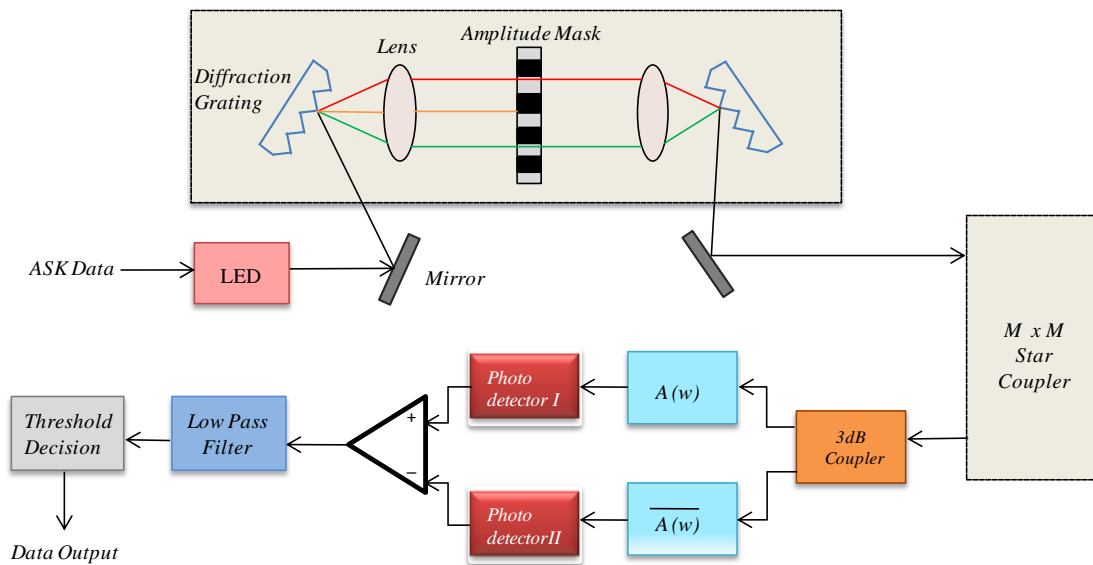 Amplitude Mask
Lens
Diffraction
Grating
ASK Data
LED
Mirror
M x M
Star
Coupler
Photo
detector I
A (w)
+
Threshold
Decision
Low Pass
Filter
3dB
Coupler
–
Photo
detectorII
A (w)
Data Output